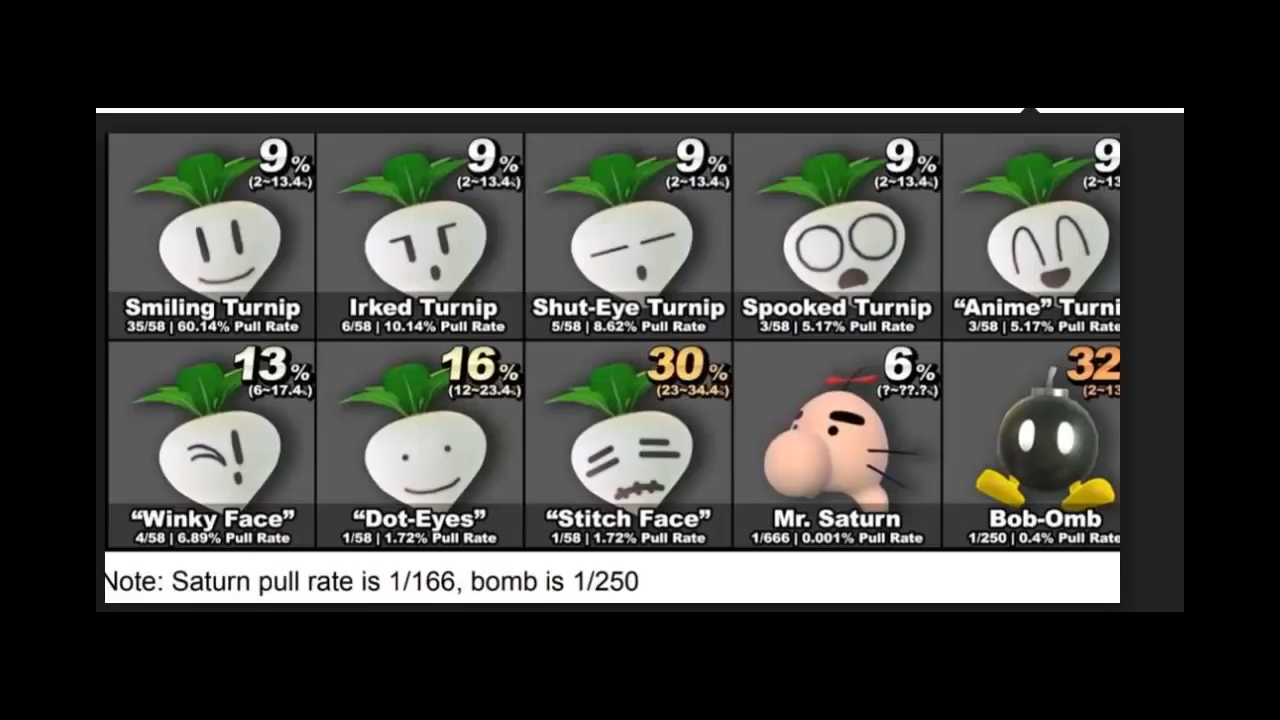 9%
(2~13.4%)
Smiling Turnip
35/58 | 60.14% Pull Rate
9%
(2~13.4%)
Irked Turnip
6/58 | 10.14% Pull Rate
9%
(2~13.4%)
Shut-Eye Turnip
5/58 | 8.62% Pull Rate
9%
(2~13.4%)
Spooked Turnip
3/58 | 5.17% Pull Rate
9
(2~13
“Anime” Turni
3/58 | 5.17% Pull Rate
13%
(6~17.4%)
“Winky Face”
4/58 | 6.89% Pull Rate
16%
(12~23.4%)
“Dot-Eyes”
1/58 | 1.72% Pull Rate
30%
(23~34.4%)
“Stitch Face”
1/58 | 1.72% Pull Rate
6%
(?~??.?%)
Mr. Saturn
1/666 | 0.001% Pull Rate
32
(2~13
Bob-Omb
1/250 | 0.4% Pull Rate
Note: Saturn pull rate is 1/166, bomb is 1/250